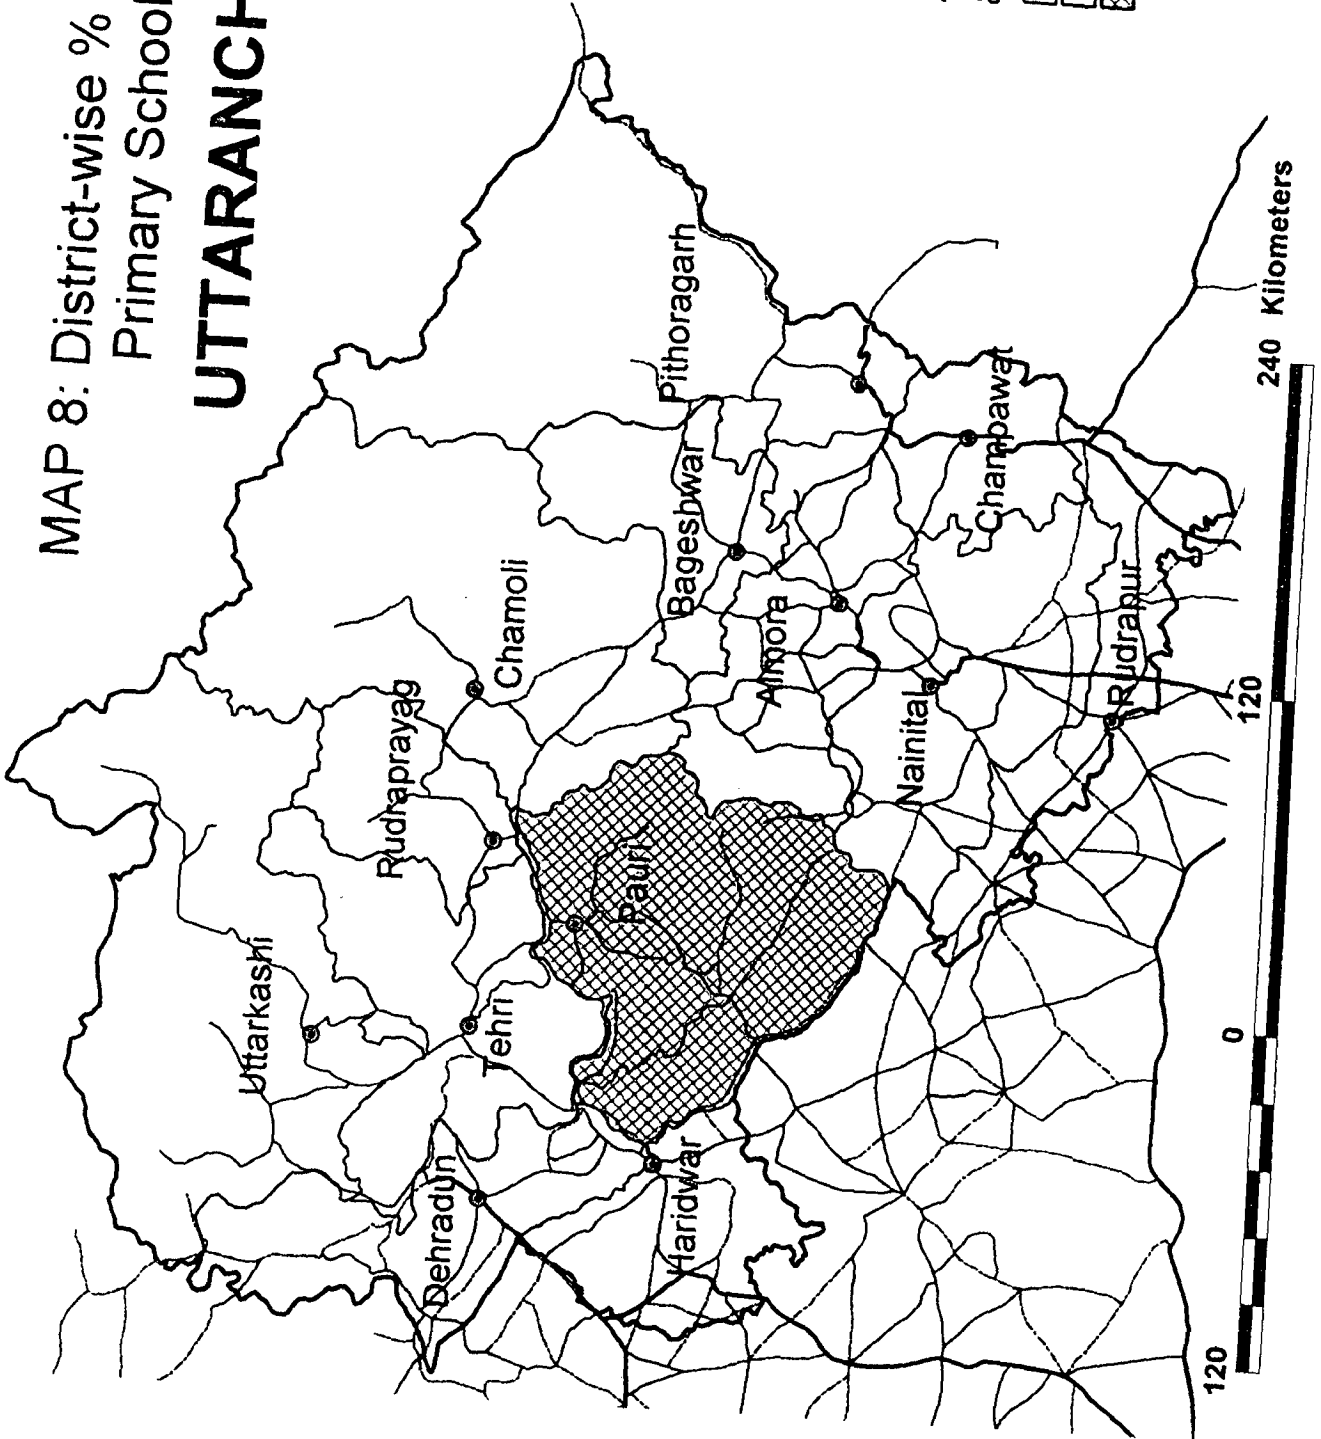 MAP 8: District-wise %
Primary School
UTTARANCH
Uttarkashi
Dehradun
Tehri
Rudraprayag
Chamoli
Haridwar
Pauri
Bageshwar
Pithoragarh
Almora
Nainital
Champawat
Rudrapur
120 0 120 240 Kilometers